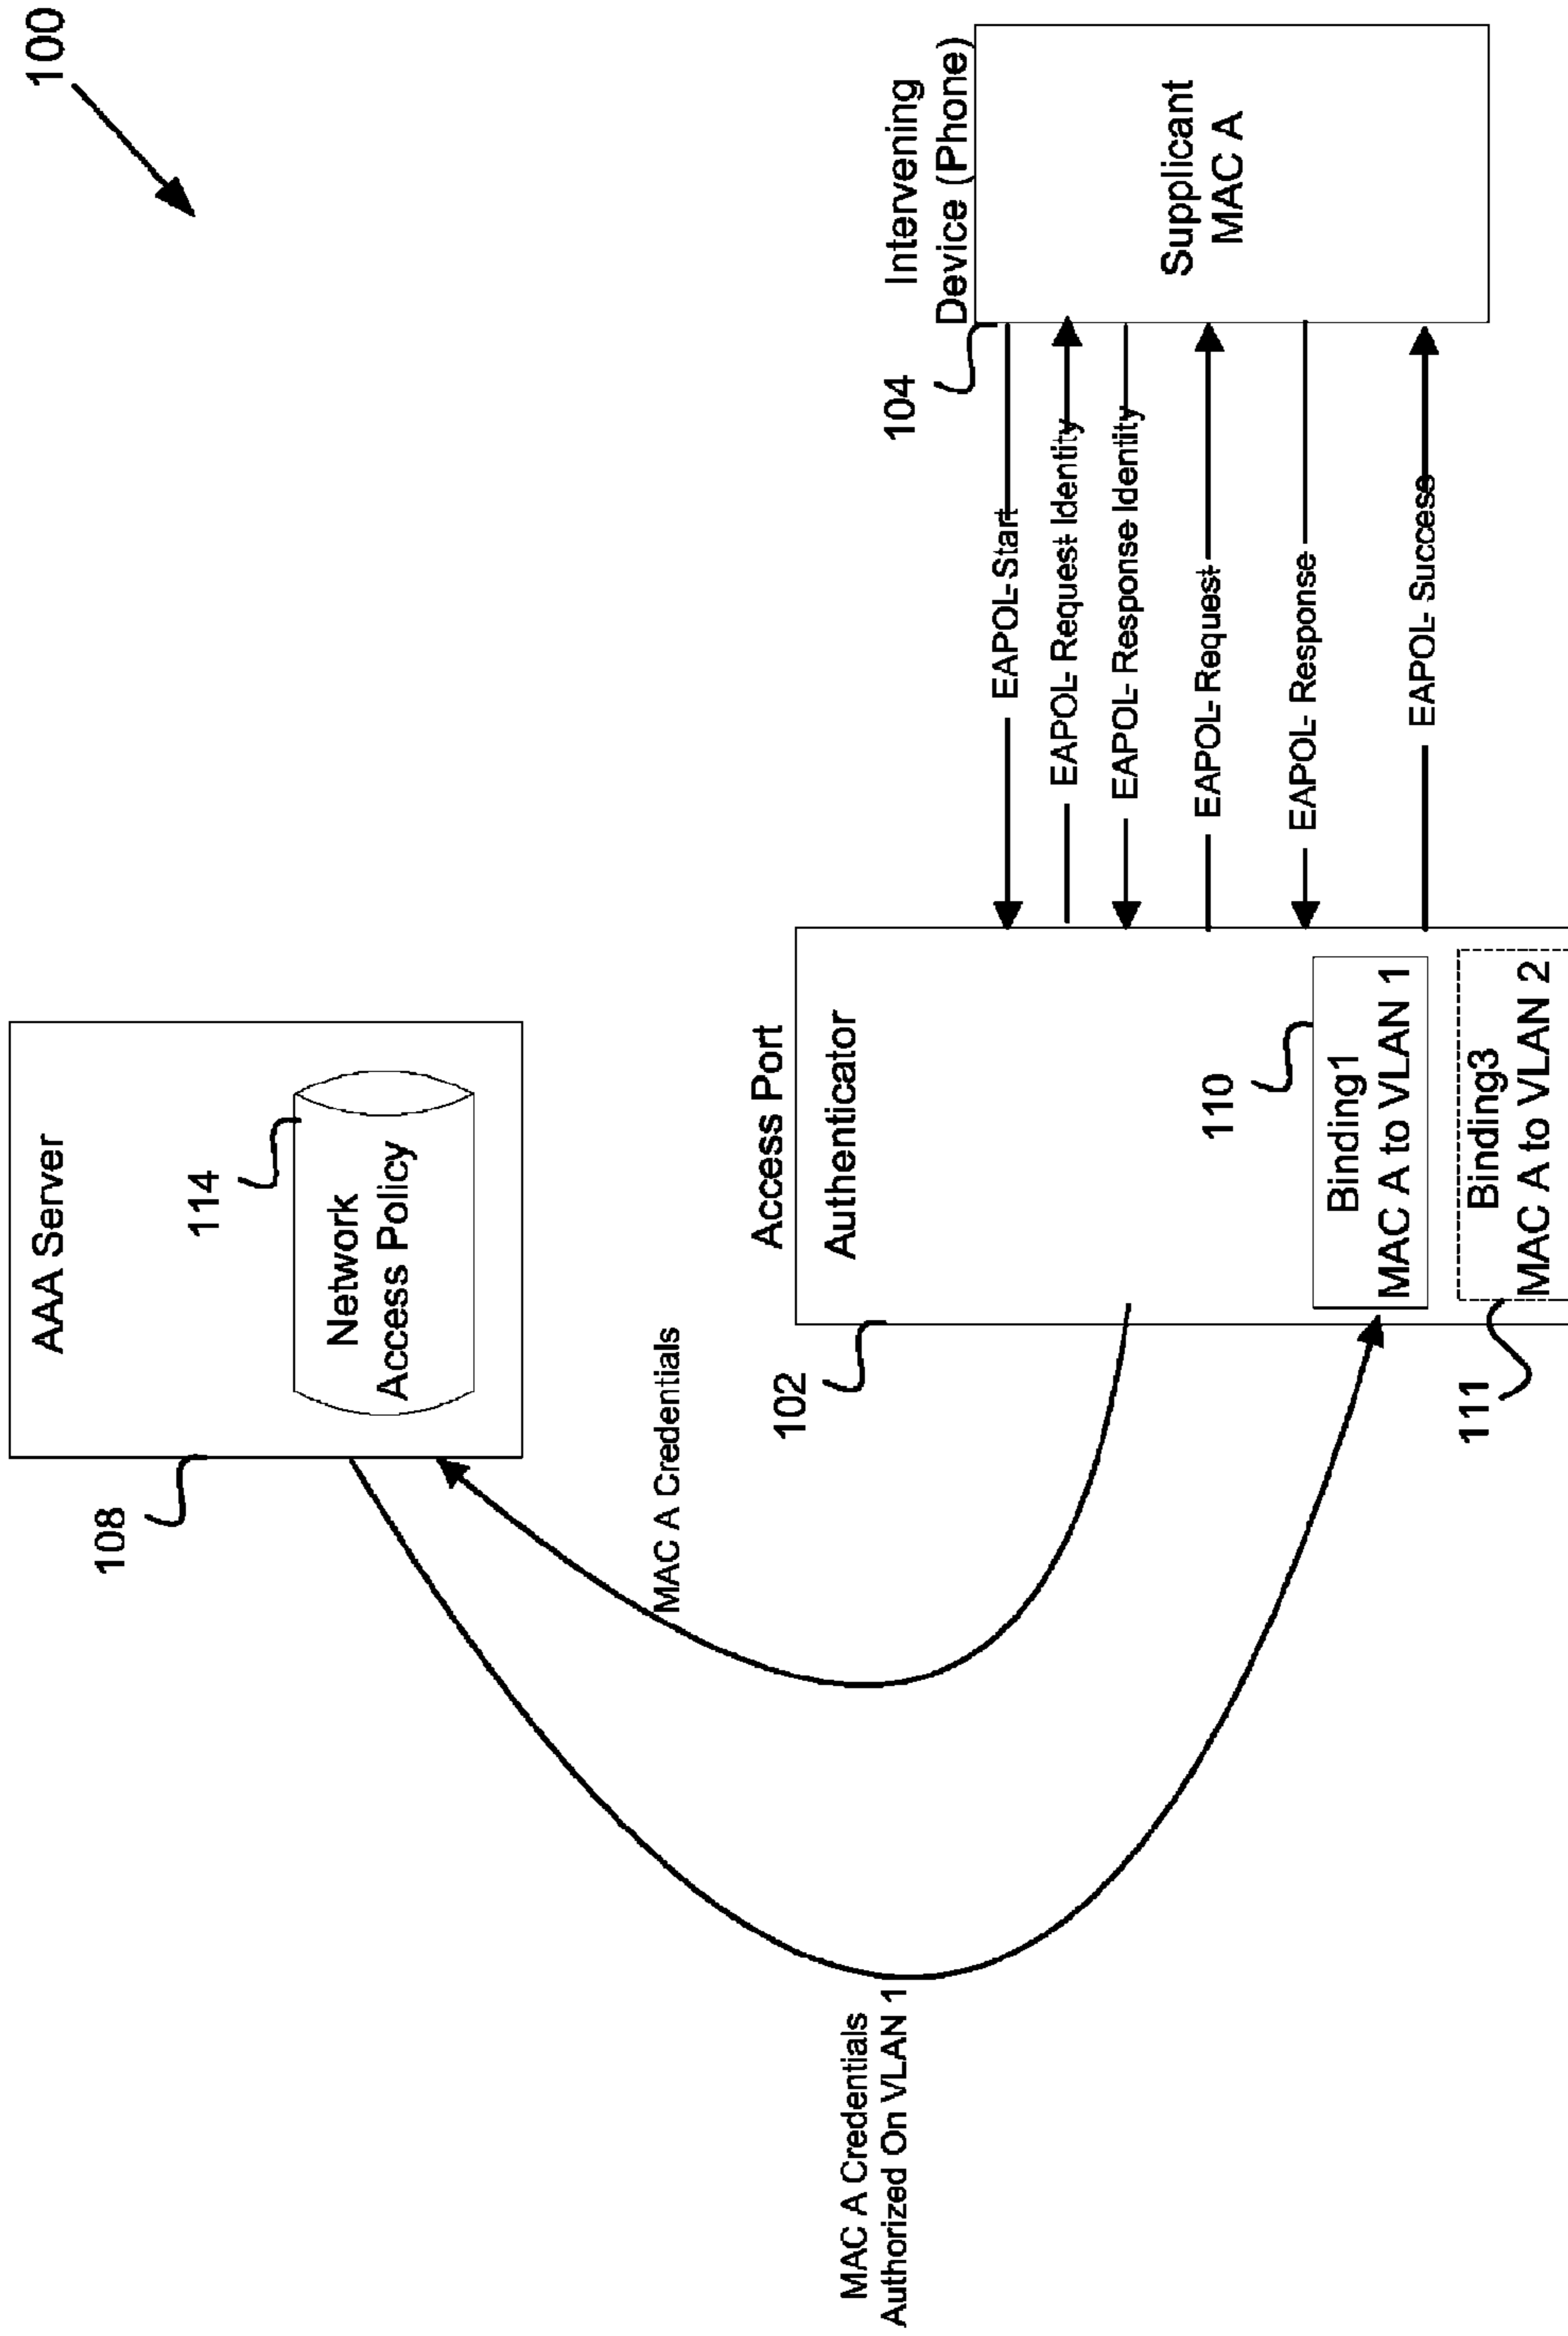 100
AAA Server
108
114
Network
Access Policy
MAC A Credentials
MAC A Credentials
Authorized On VLAN 1
Access Port
102
Authenticator
110
Binding1
MAC A to VLAN 1
111
Binding3
MAC A to VLAN 2
EAPOL-Start
EAPOL- Request Identity
EAPOL- Response Identity
EAPOL- Request
EAPOL- Response
EAPOL- Success
104
Intervening
Device (Phone)
Supplicant
MAC A